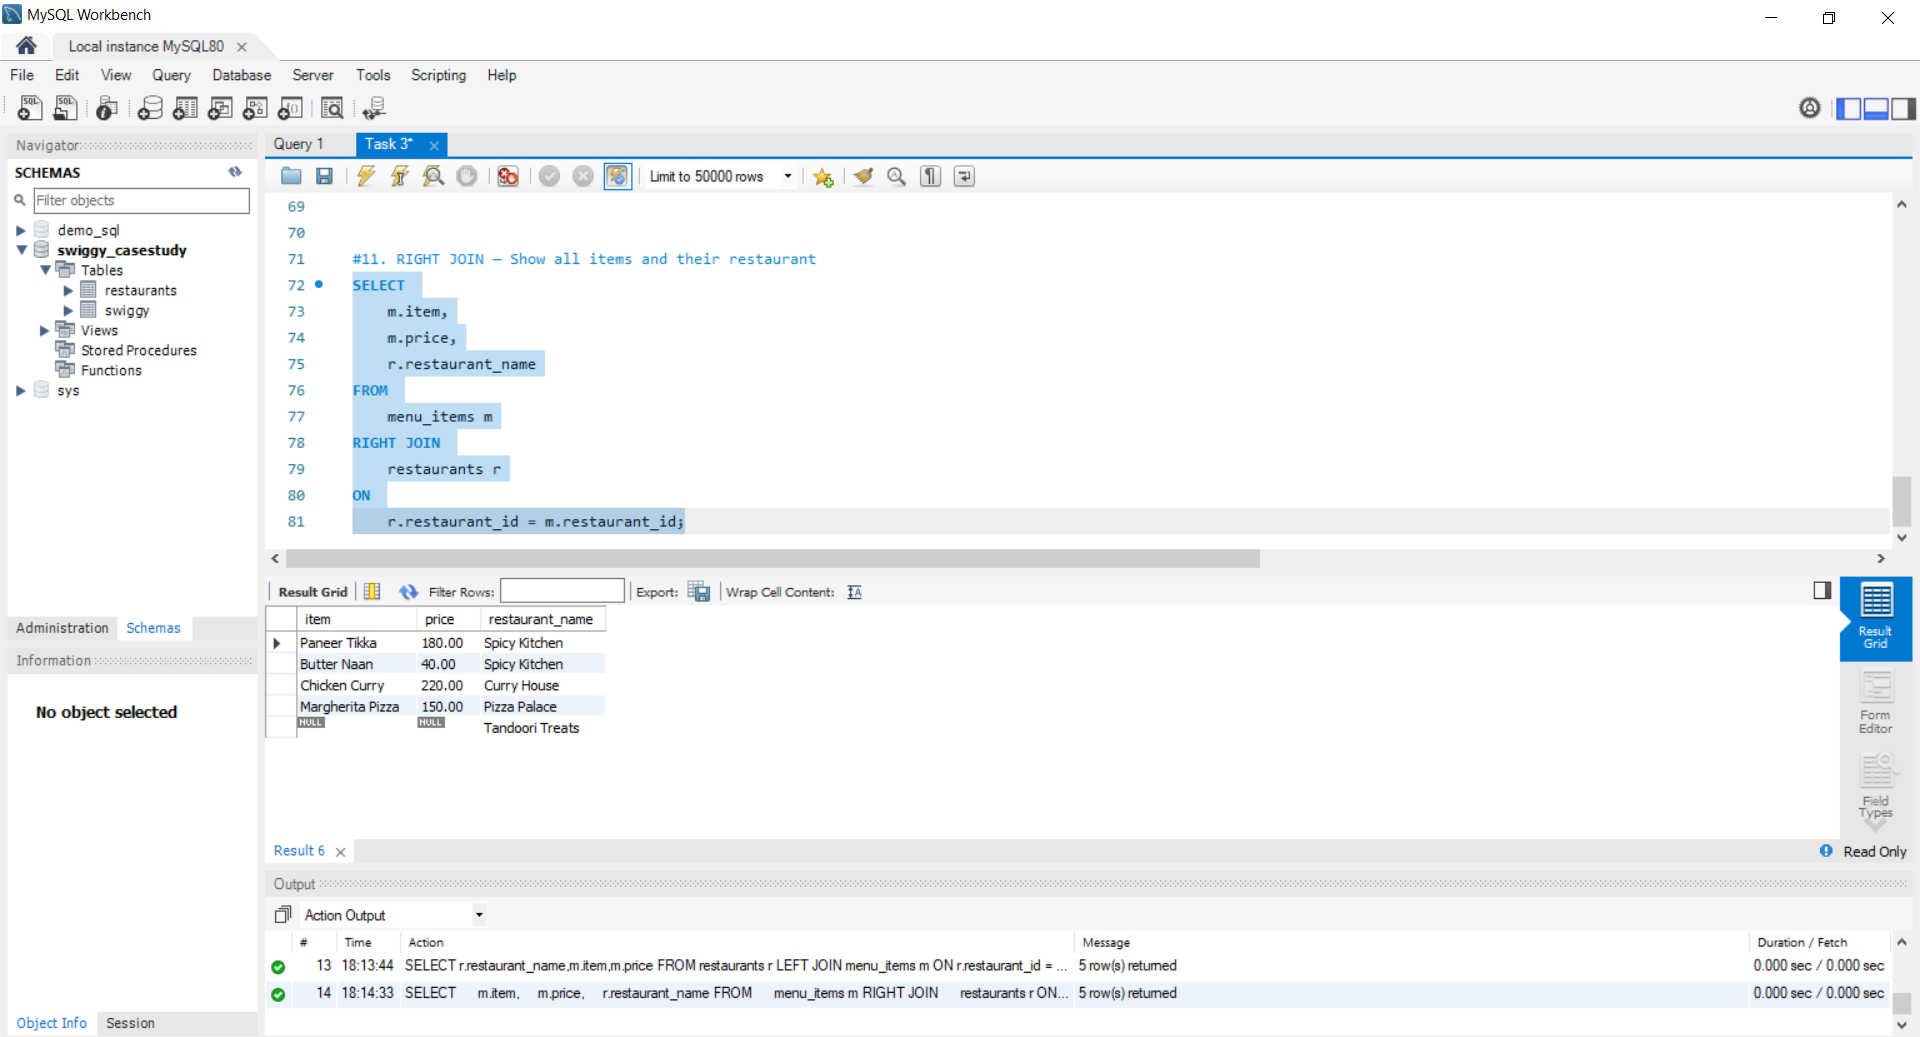 MySQL Workbench
Local instance MySQL80
File Edit View Query Database Server Tools Scripting Help
Navigator
SCHEMAS
Filter objects
demo_sql
swiggy_casestudy
Tables
restaurants
swiggy
Views
Stored Procedures
Functions
sys
Administration Schemas
Information
No object selected
Object Info Session
Query 1 Task 3*
Limit to 50000 rows
69
70
71 #11. RIGHT JOIN – Show all items and their restaurant
72 SELECT
73 m.item,
74 m.price,
75 r.restaurant_name
76 FROM
77 menu_items m
78 RIGHT JOIN
79 restaurants r
80 ON
81 r.restaurant_id = m.restaurant_id;
Result Grid Filter Rows: Export: Wrap Cell Content:
item price restaurant_name
Paneer Tikka 180.00 Spicy Kitchen
Butter Naan 40.00 Spicy Kitchen
Chicken Curry 220.00 Curry House
Margherita Pizza 150.00 Pizza Palace
NULL NULL Tandoori Treats
Result
Grid
Form
Editor
Field
Types
Result 6
Read Only
Output
Action Output
# Time Action Message Duration / Fetch
13 18:13:44 SELECT r.restaurant_name,m.item,m.price FROM restaurants r LEFT JOIN menu_items m ON r.restaurant_id = ... 5 row(s) returned 0.000 sec / 0.000 sec
14 18:14:33 SELECT m.item, m.price, r.restaurant_name FROM menu_items m RIGHT JOIN restaurants r ON... 5 row(s) returned 0.000 sec / 0.000 sec